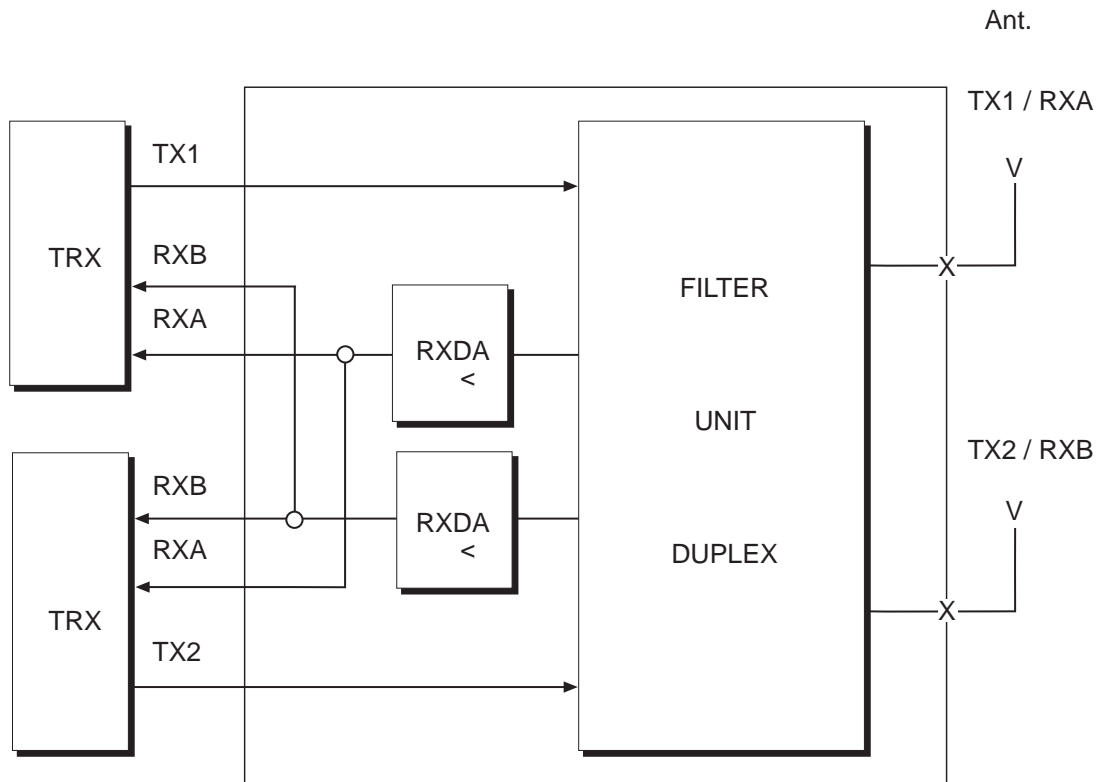 Ant.
TX1 / RXA
TX1
V
TRX
RXB
FILTER
X
RXA
RXDA
<
UNIT
TX2 / RXB
RXB
V
RXDA
<
RXA
DUPLEX
TRX
X
TX2